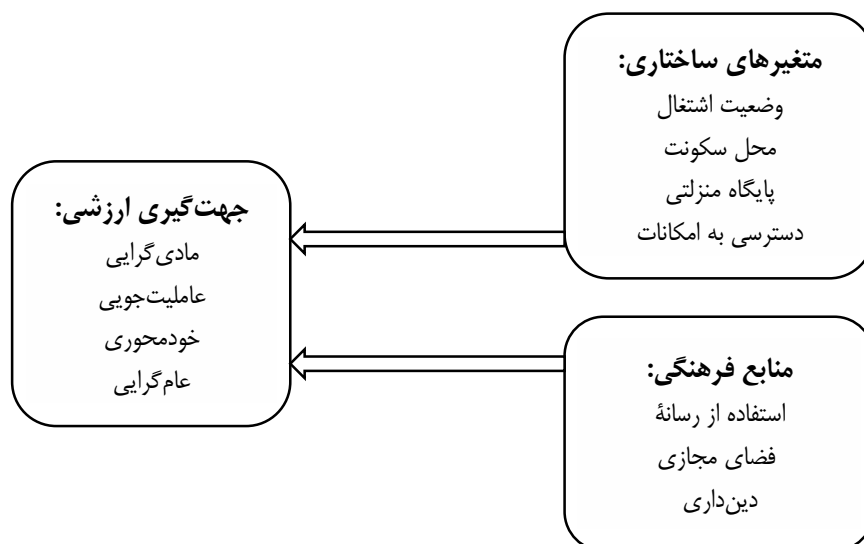 متغیرهای ساختاری:
وضعیت اشتغال
محل سکونت
پایگاه منزلتی
دسترسی به امکانات
جهت‌گیری ارزشی:
مادی‌گرایی
عاملیت‌جویی
خودمحوری
عام‌گرایی
منابع فرهنگی:
استفاده از رسانۀ
فضای مجازی
دین‌داری